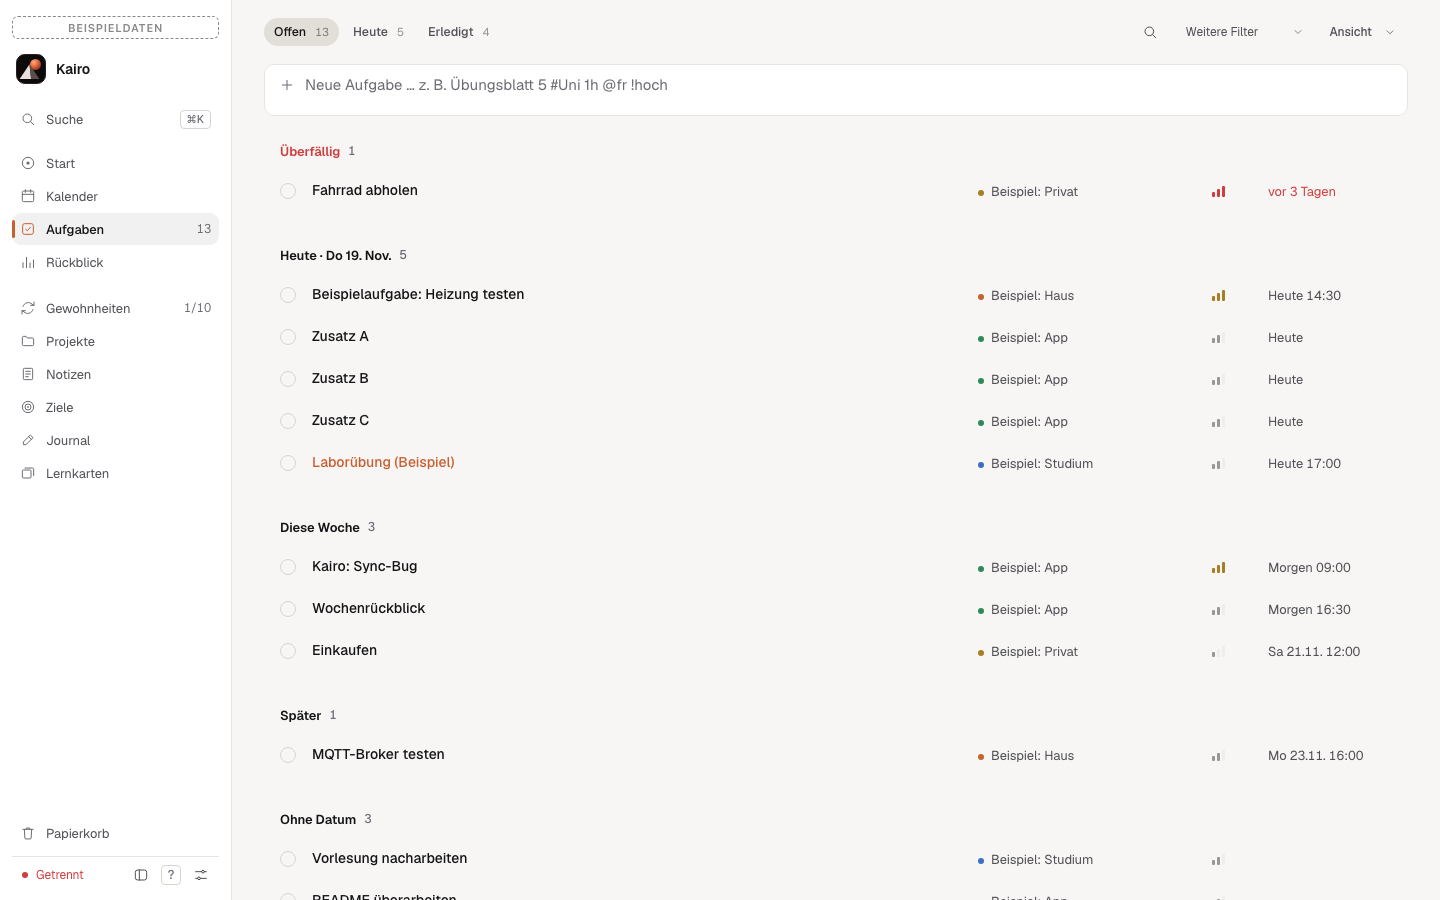 BEISPIELDATEN
Kairo
Suche ⌘K
Start
Kalender
Aufgaben 13
Rückblick
Gewohnheiten 1/10
Projekte
Notizen
Ziele
Journal
Lernkarten
Papierkorb
Getrennt ?
Offen 13 Heute 5 Erledigt 4 Weitere Filter Ansicht
Neue Aufgabe … z. B. Übungsblatt 5 #Uni 1h @fr !hoch
Überfällig 1
Fahrrad abholen Beispiel: Privat vor 3 Tagen
Heute · Do 19. Nov. 5
Beispielaufgabe: Heizung testen Beispiel: Haus Heute 14:30
Zusatz A Beispiel: App Heute
Zusatz B Beispiel: App Heute
Zusatz C Beispiel: App Heute
Laborübung (Beispiel) Beispiel: Studium Heute 17:00
Diese Woche 3
Kairo: Sync-Bug Beispiel: App Morgen 09:00
Wochenrückblick Beispiel: App Morgen 16:30
Einkaufen Beispiel: Privat Sa 21.11. 12:00
Später 1
MQTT-Broker testen Beispiel: Haus Mo 23.11. 16:00
Ohne Datum 3
Vorlesung nacharbeiten Beispiel: Studium
README überarbeiten Beispiel: App